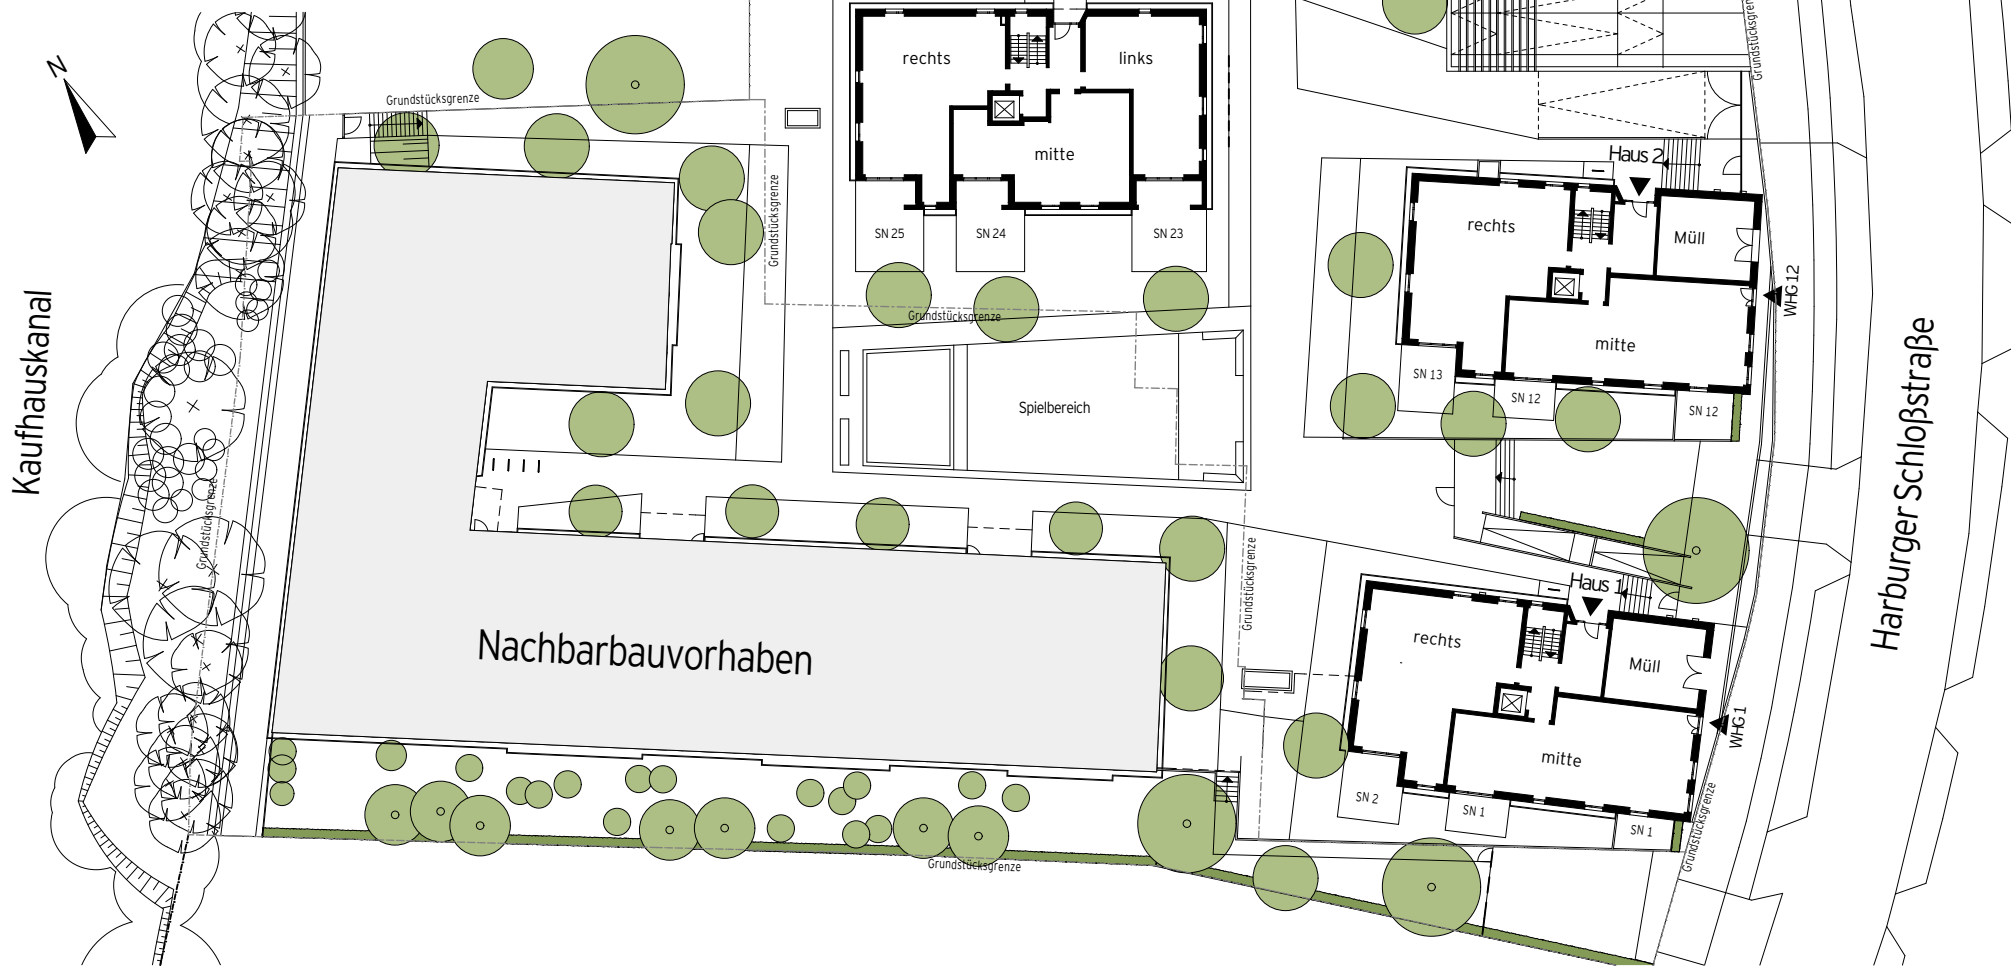 N
Grundstücksgrenze
rechts
links
mitte
SN 25
SN 24
SN 23
Grundstücksgrenze
Grundstücksgrenze
Spielbereich
Grundstücksgrenze
Haus 2
rechts
Müll
mitte
SN 13
SN 12
SN 12
WHG 12
Kaufhauskanal
Grundstücksgrenze
Harburger Schloßstraße
Grundstücksgrenze
Haus 1
rechts
Müll
mitte
SN 2
SN 1
SN 1
WHG 1
Nachbarbauvorhaben
Grundstücksgrenze
Grundstücksgrenze